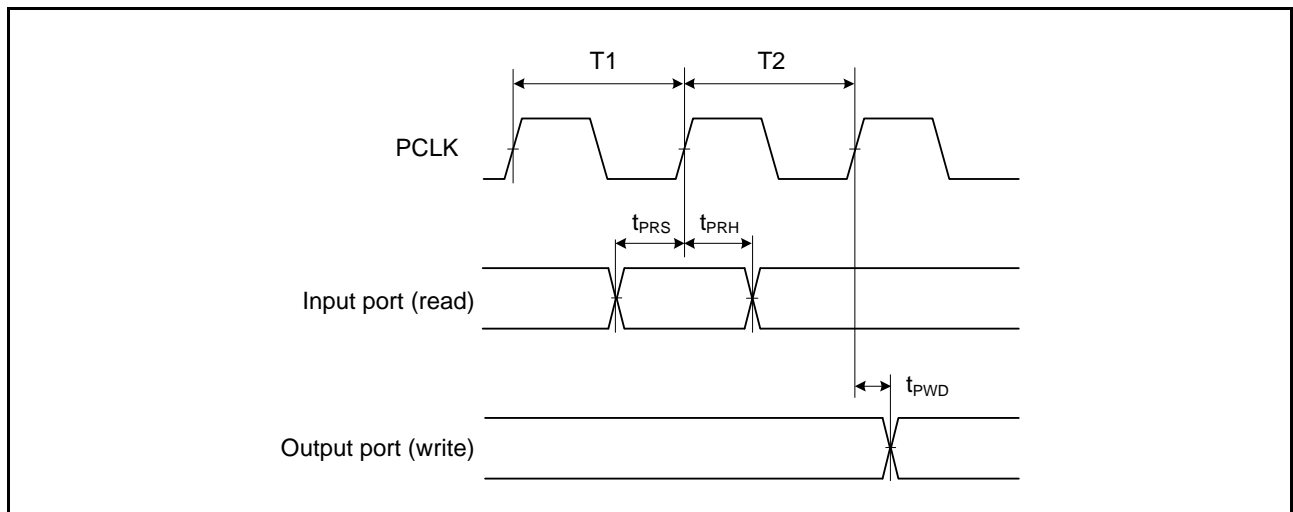 T1 T2
PCLK
tPRS tPRH
Input port (read)
tPWD
Output port (write)